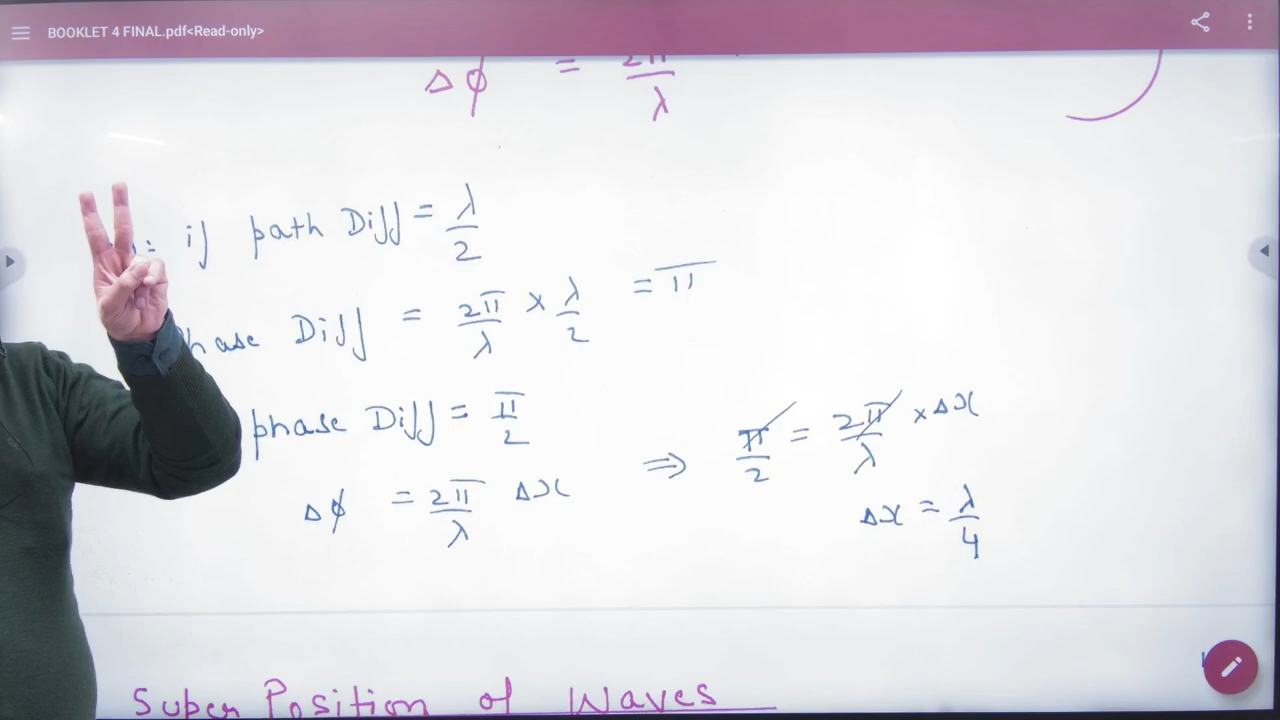 BOOKLET 4 FINAL.pdf<Read-only>
Δφ = 2π/λ
if path Diff = λ/2
hase Diff = 2π/λ × λ/2 = π
phase Diff = π/2
Δφ = 2π/λ Δx ⇒ π/2 = 2π/λ × Δx
Δx = λ/4
Super Position of Waves